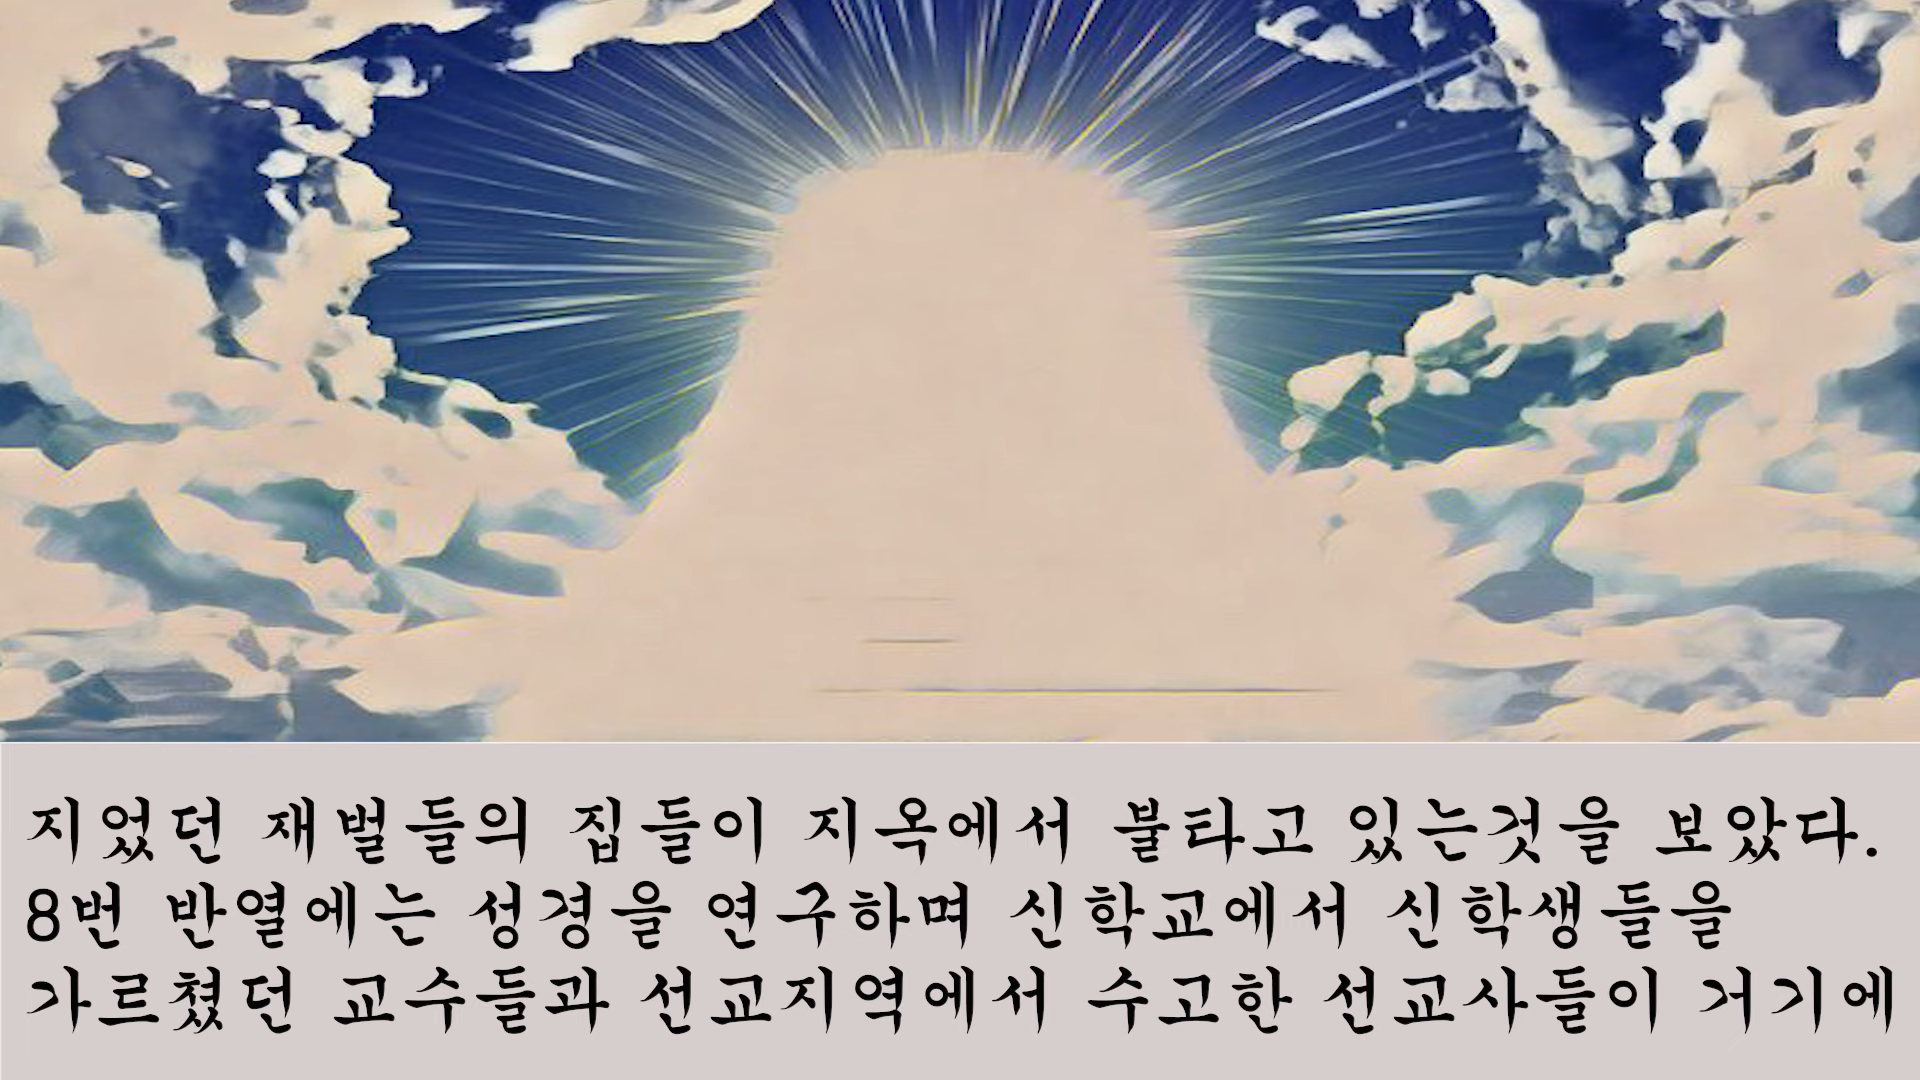 지었던 재벌들의 집들이 지옥에서 불타고 있는것을 보았다.
8번 반열에는 성경을 연구하며 신학교에서 신학생들을
가르쳤던 교수들과 선교지역에서 수고한 선교사들이 거기에